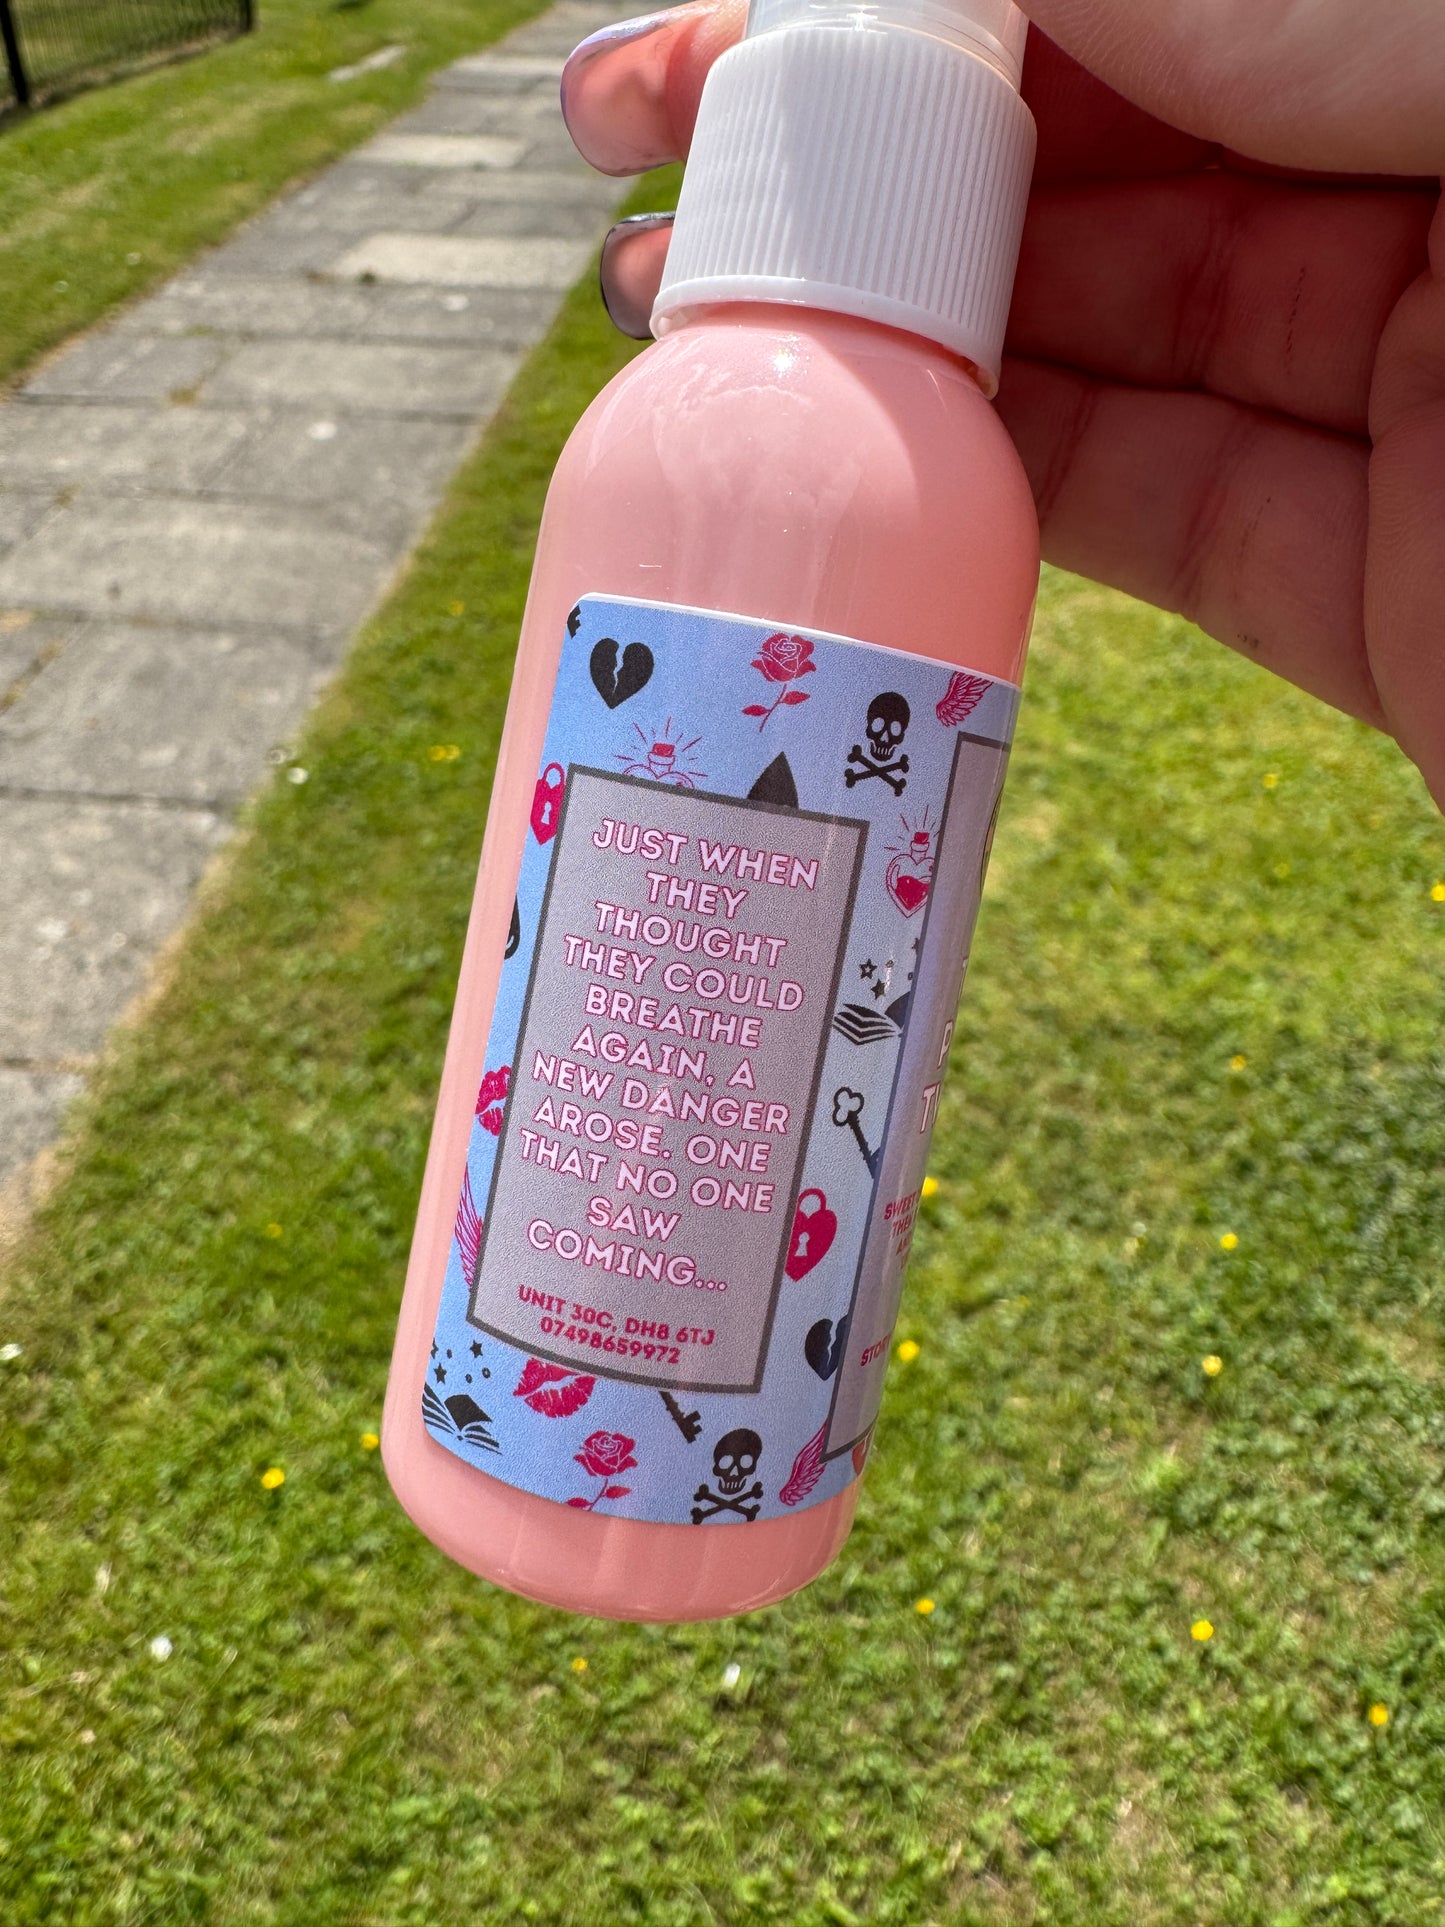 JUST WHEN
THEY
THOUGHT
THEY COULD
BREATHE
AGAIN, A
NEW DANGER
AROSE. ONE
THAT NO ONE
SAW
COMING...
UNIT 30C, DH8 6TJ
07498659972
SWEET